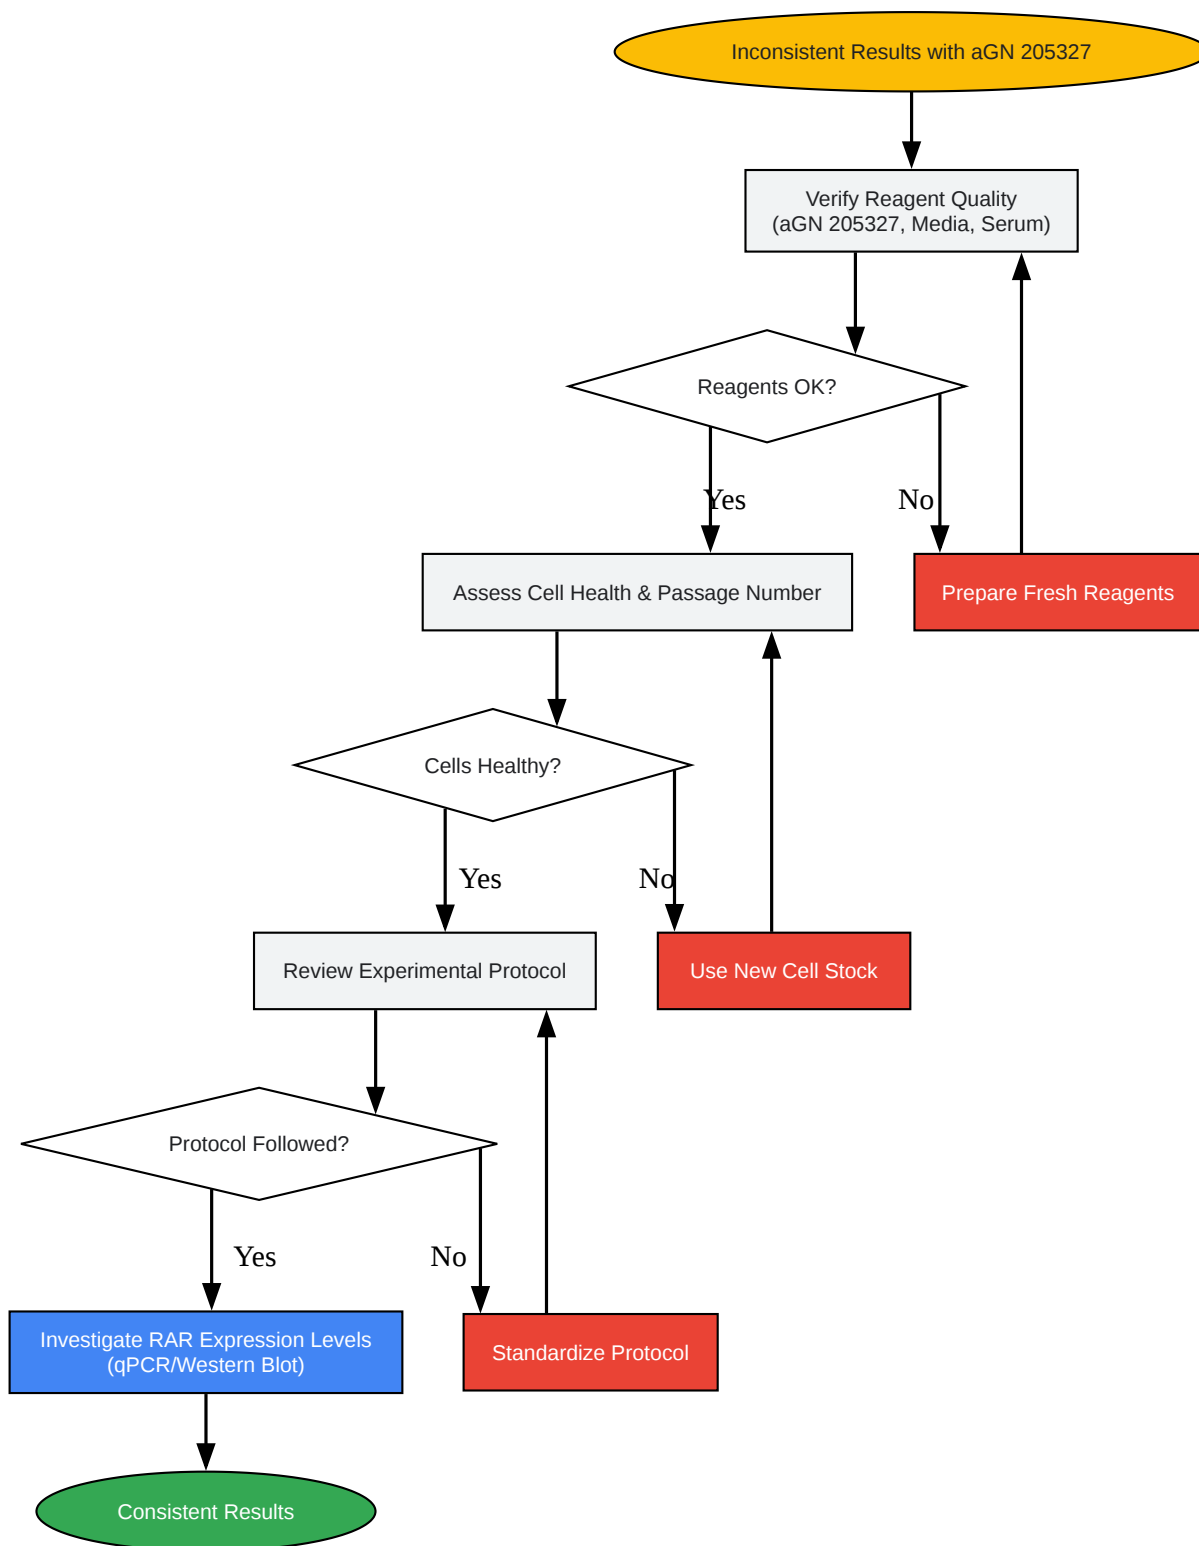 Inconsistent Results with aGN 205327
Verify Reagent Quality
(aGN 205327, Media, Serum)
Reagents OK?
Yes
No
Assess Cell Health & Passage Number
Prepare Fresh Reagents
Cells Healthy?
Yes
No
Review Experimental Protocol
Use New Cell Stock
Protocol Followed?
Yes
No
Investigate RAR Expression Levels
(qPCR/Western Blot)
Standardize Protocol
Consistent Results